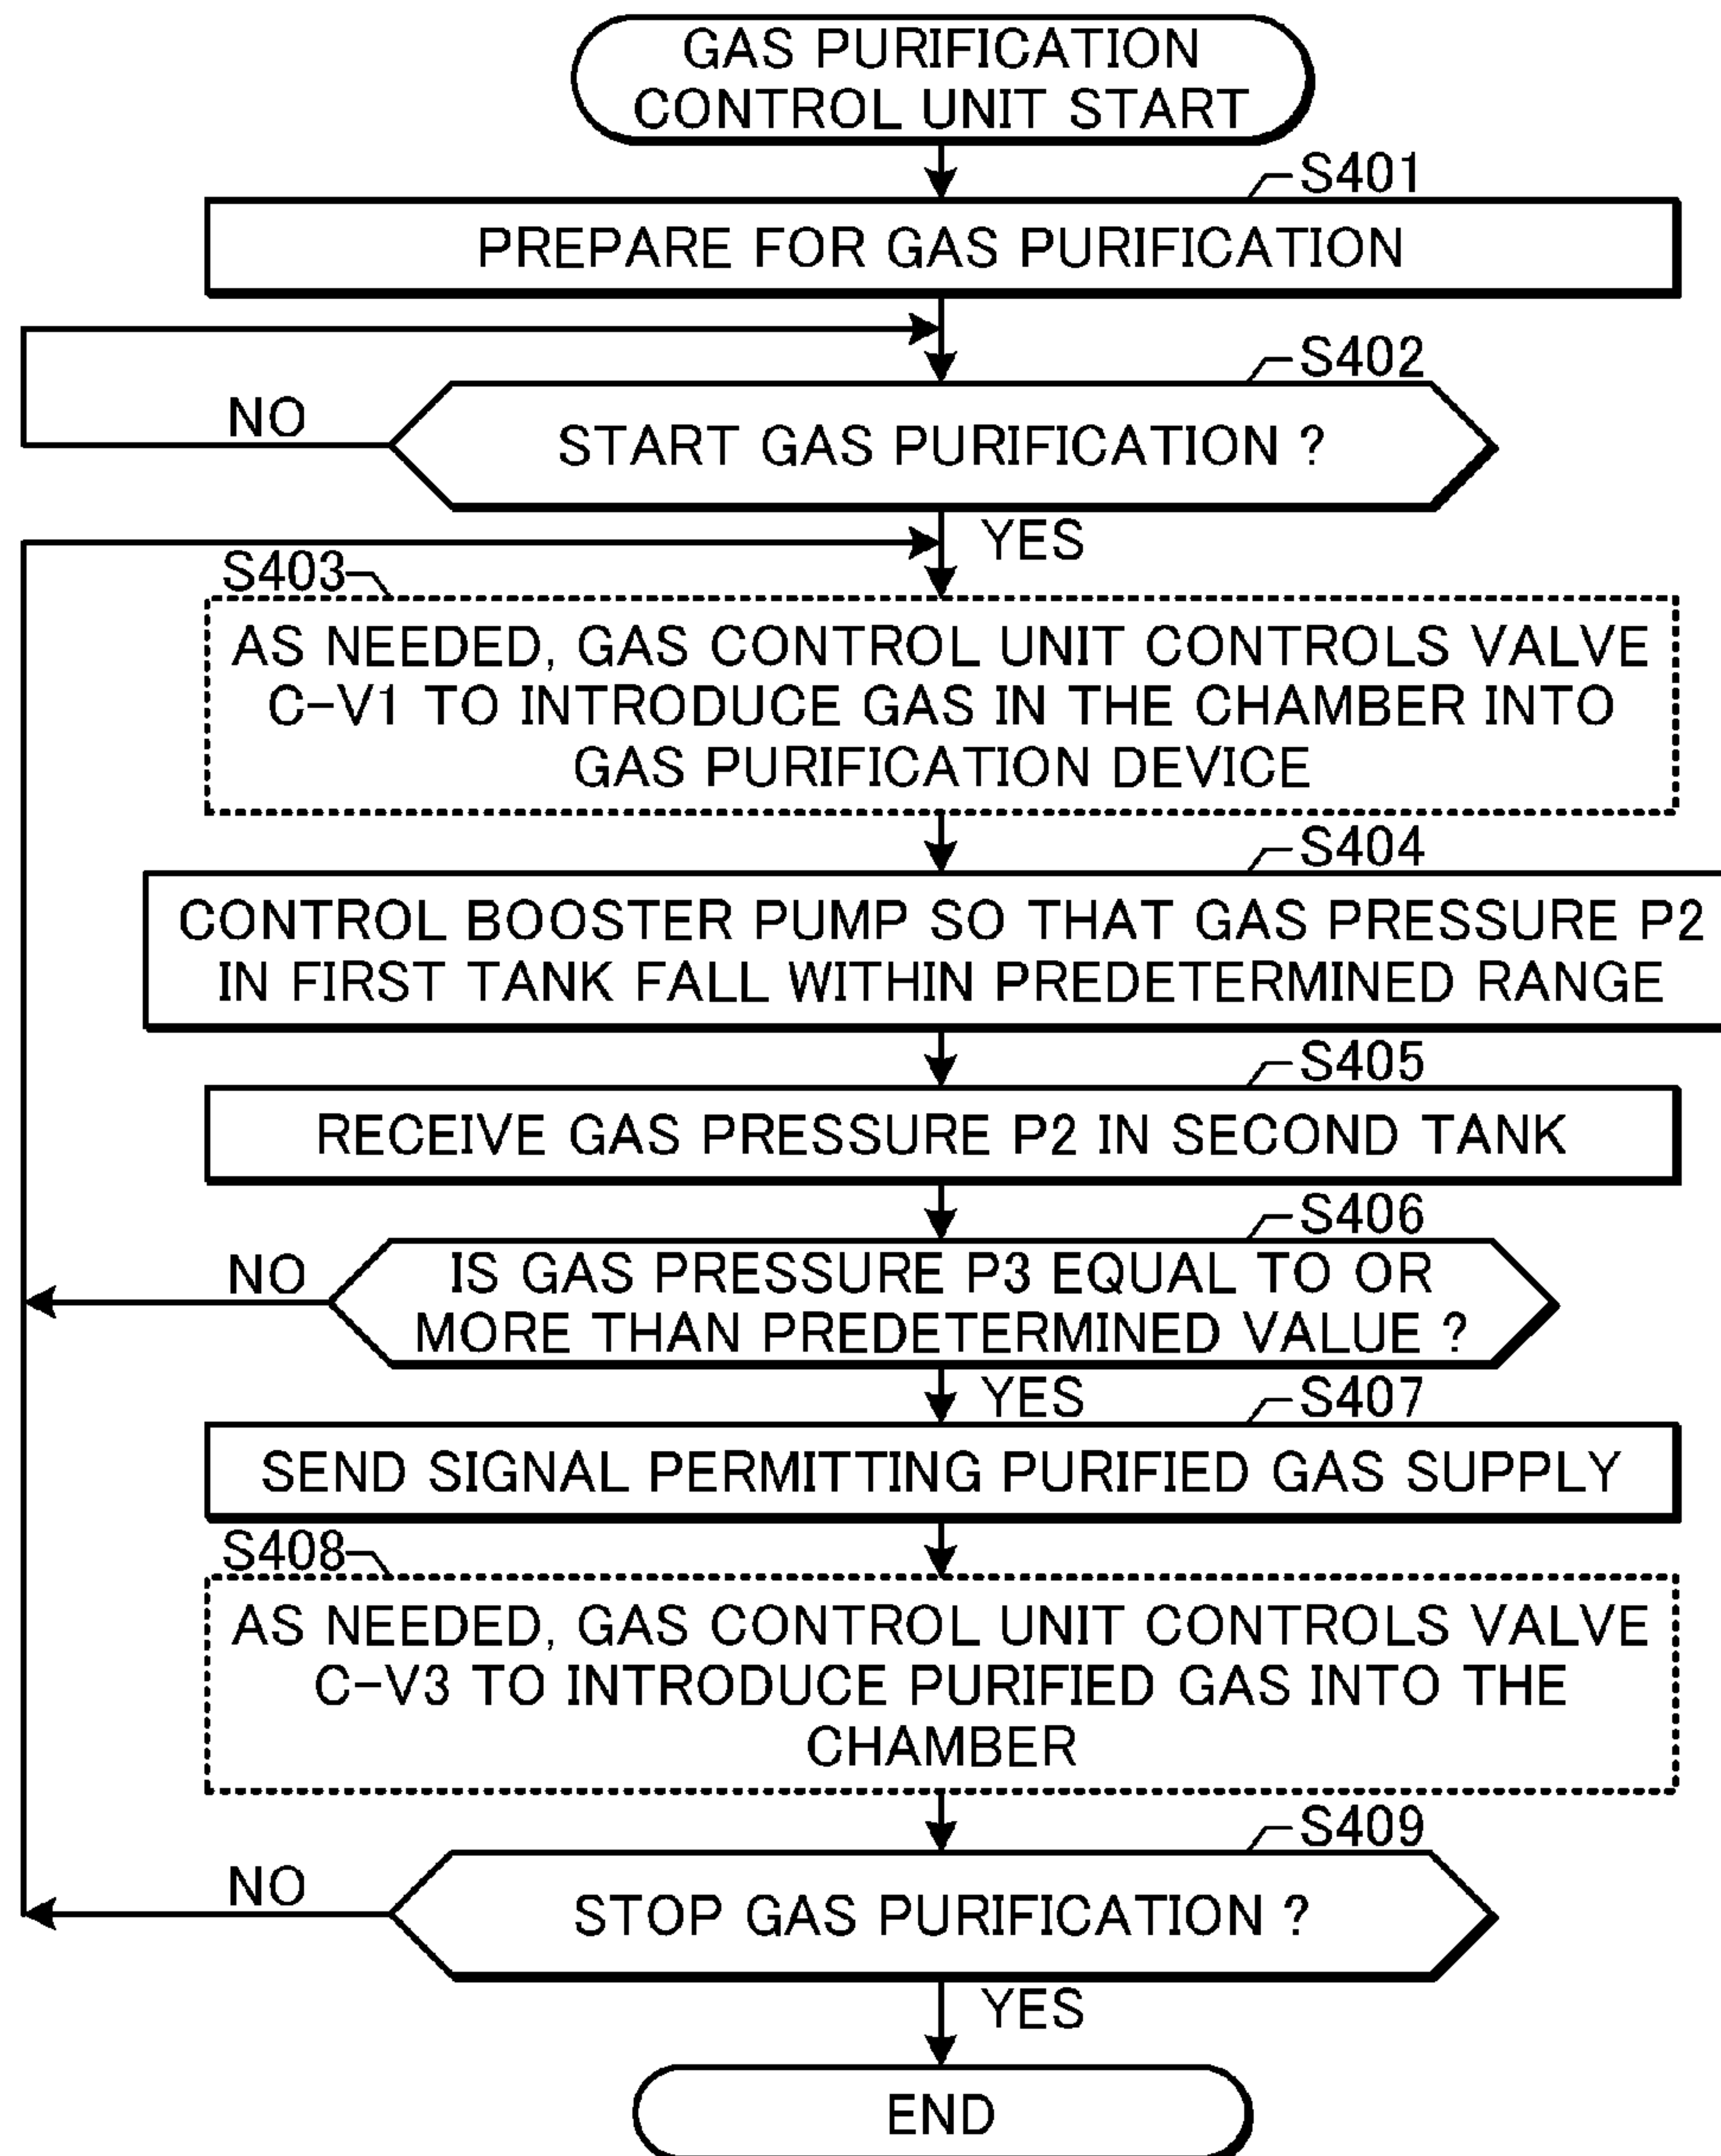 GAS PURIFICATION
CONTROL UNIT START
S401
PREPARE FOR GAS PURIFICATION
S402
NO
START GAS PURIFICATION ?
YES
S403
AS NEEDED, GAS CONTROL UNIT CONTROLS VALVE
C-V1 TO INTRODUCE GAS IN THE CHAMBER INTO
GAS PURIFICATION DEVICE
S404
CONTROL BOOSTER PUMP SO THAT GAS PRESSURE P2
IN FIRST TANK FALL WITHIN PREDETERMINED RANGE
S405
RECEIVE GAS PRESSURE P2 IN SECOND TANK
S406
NO
IS GAS PRESSURE P3 EQUAL TO OR
MORE THAN PREDETERMINED VALUE ?
YES
S407
SEND SIGNAL PERMITTING PURIFIED GAS SUPPLY
S408
AS NEEDED, GAS CONTROL UNIT CONTROLS VALVE
C-V3 TO INTRODUCE PURIFIED GAS INTO THE
CHAMBER
S409
NO
STOP GAS PURIFICATION ?
YES
END